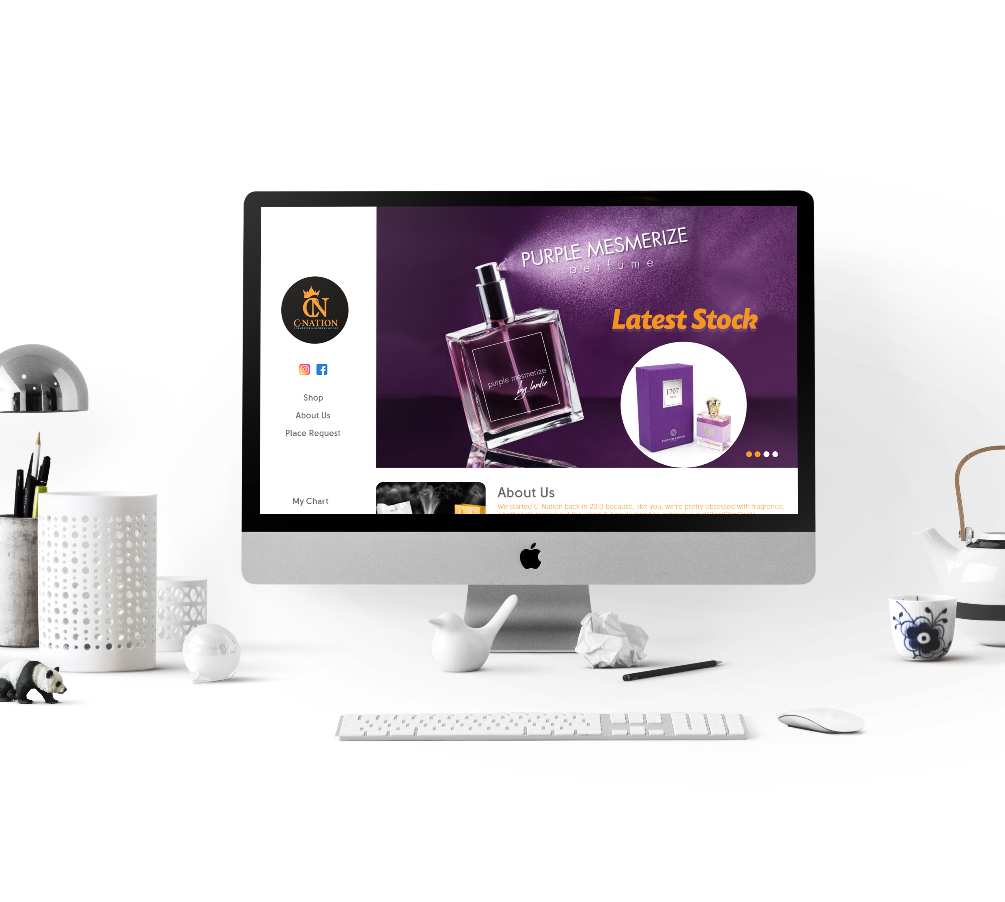 CN
C-NATION
Shop
About Us
Place Request
My Chart
PURPLE MESMERIZE
perfume
Latest Stock
purple mesmerize
by lardie
1707
About Us
We started C-Nation back in 2013 because, like you, we're pretty obsessed with fragrance,